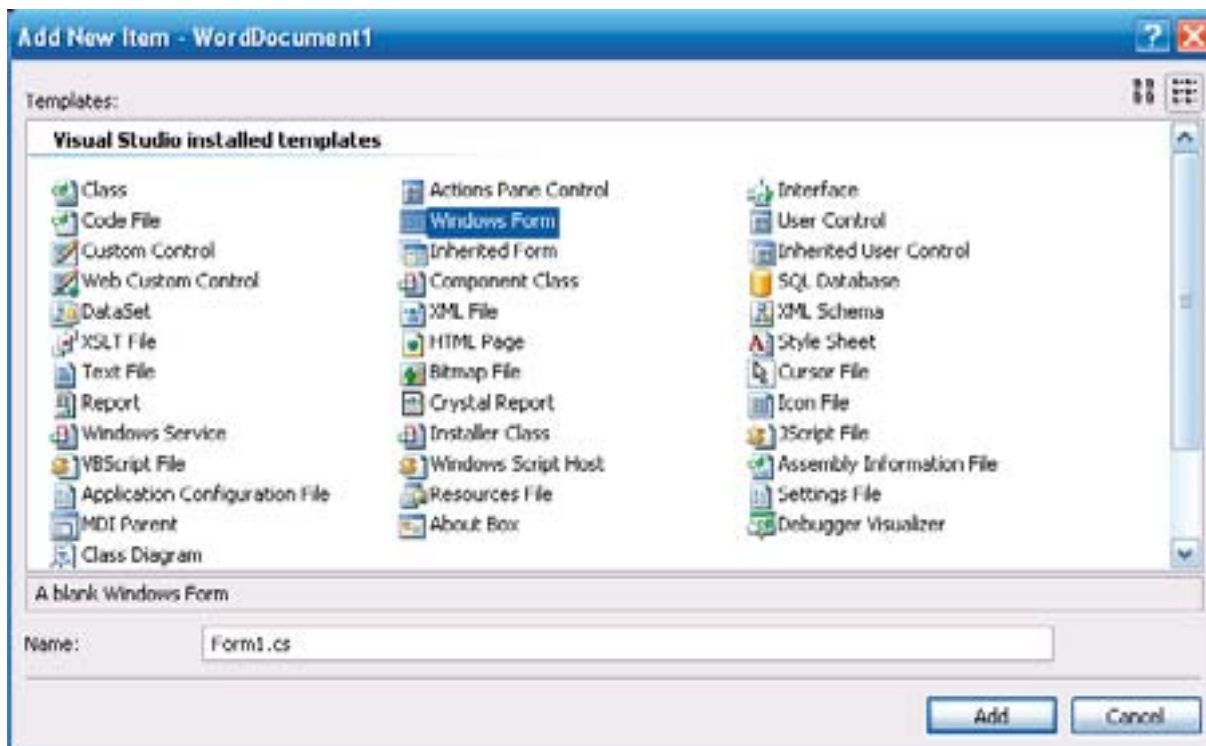 Add New Item - WordDocument1
Templates:
Visual Studio installed templates
Class Actions Pane Control Interface
Code File Windows Form User Control
Custom Control Inherited Form Inherited User Control
Web Custom Control Component Class SQL Database
DataSet XML File XML Schema
XSLT File HTML Page Style Sheet
Text File Bitmap File Cursor File
Report Crystal Report Icon File
Windows Service Installer Class JScript File
VBScript File Windows Script Host Assembly Information File
Application Configuration File Resources File Settings File
MDI Parent About Box Debugger Visualizer
Class Diagram
A blank Windows Form
Name: Form1.cs
Add Cancel